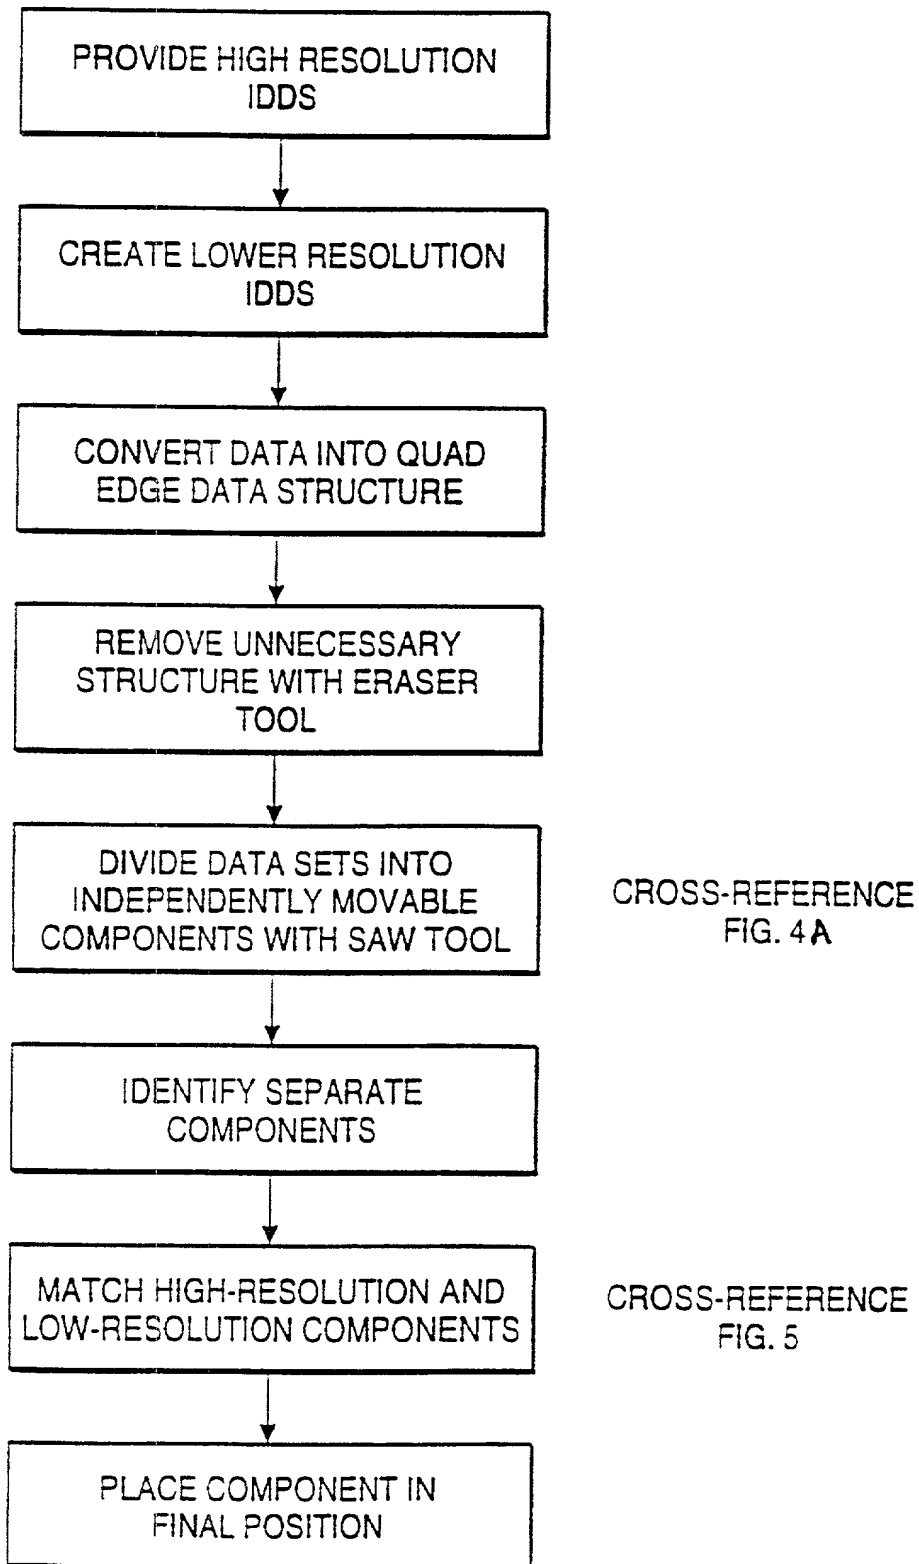 PROVIDE HIGH RESOLUTION
IDDS
CREATE LOWER RESOLUTION
IDDS
CONVERT DATA INTO QUAD
EDGE DATA STRUCTURE
REMOVE UNNECESSARY
STRUCTURE WITH ERASER
TOOL
DIVIDE DATA SETS INTO
INDEPENDENTLY MOVABLE
COMPONENTS WITH SAW TOOL
CROSS-REFERENCE
FIG. 4A
IDENTIFY SEPARATE
COMPONENTS
MATCH HIGH-RESOLUTION AND
LOW-RESOLUTION COMPONENTS
CROSS-REFERENCE
FIG. 5
PLACE COMPONENT IN
FINAL POSITION